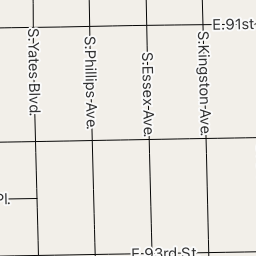 E 91st
S Yates Blvd.
S Phillips Ave.
S Essex Ave.
S Kingston Ave.
Pl.
E 93rd St